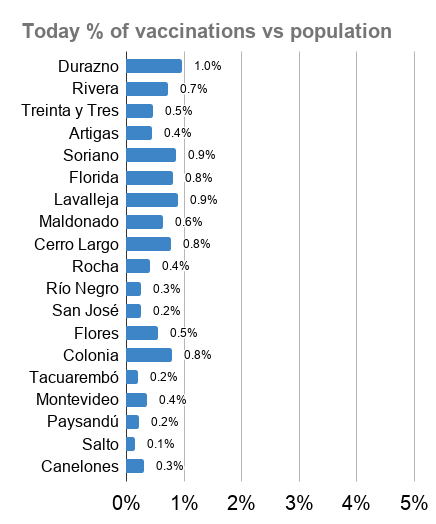 Today % of vaccinations vs population
Durazno 1.0%
Rivera 0.7%
Treinta y Tres 0.5%
Artigas 0.4%
Soriano 0.9%
Florida 0.8%
Lavalleja 0.9%
Maldonado 0.6%
Cerro Largo 0.8%
Rocha 0.4%
Río Negro 0.3%
San José 0.2%
Flores 0.5%
Colonia 0.8%
Tacuarembó 0.2%
Montevideo 0.4%
Paysandú 0.2%
Salto 0.1%
Canelones 0.3%
0% 1% 2% 3% 4% 5%